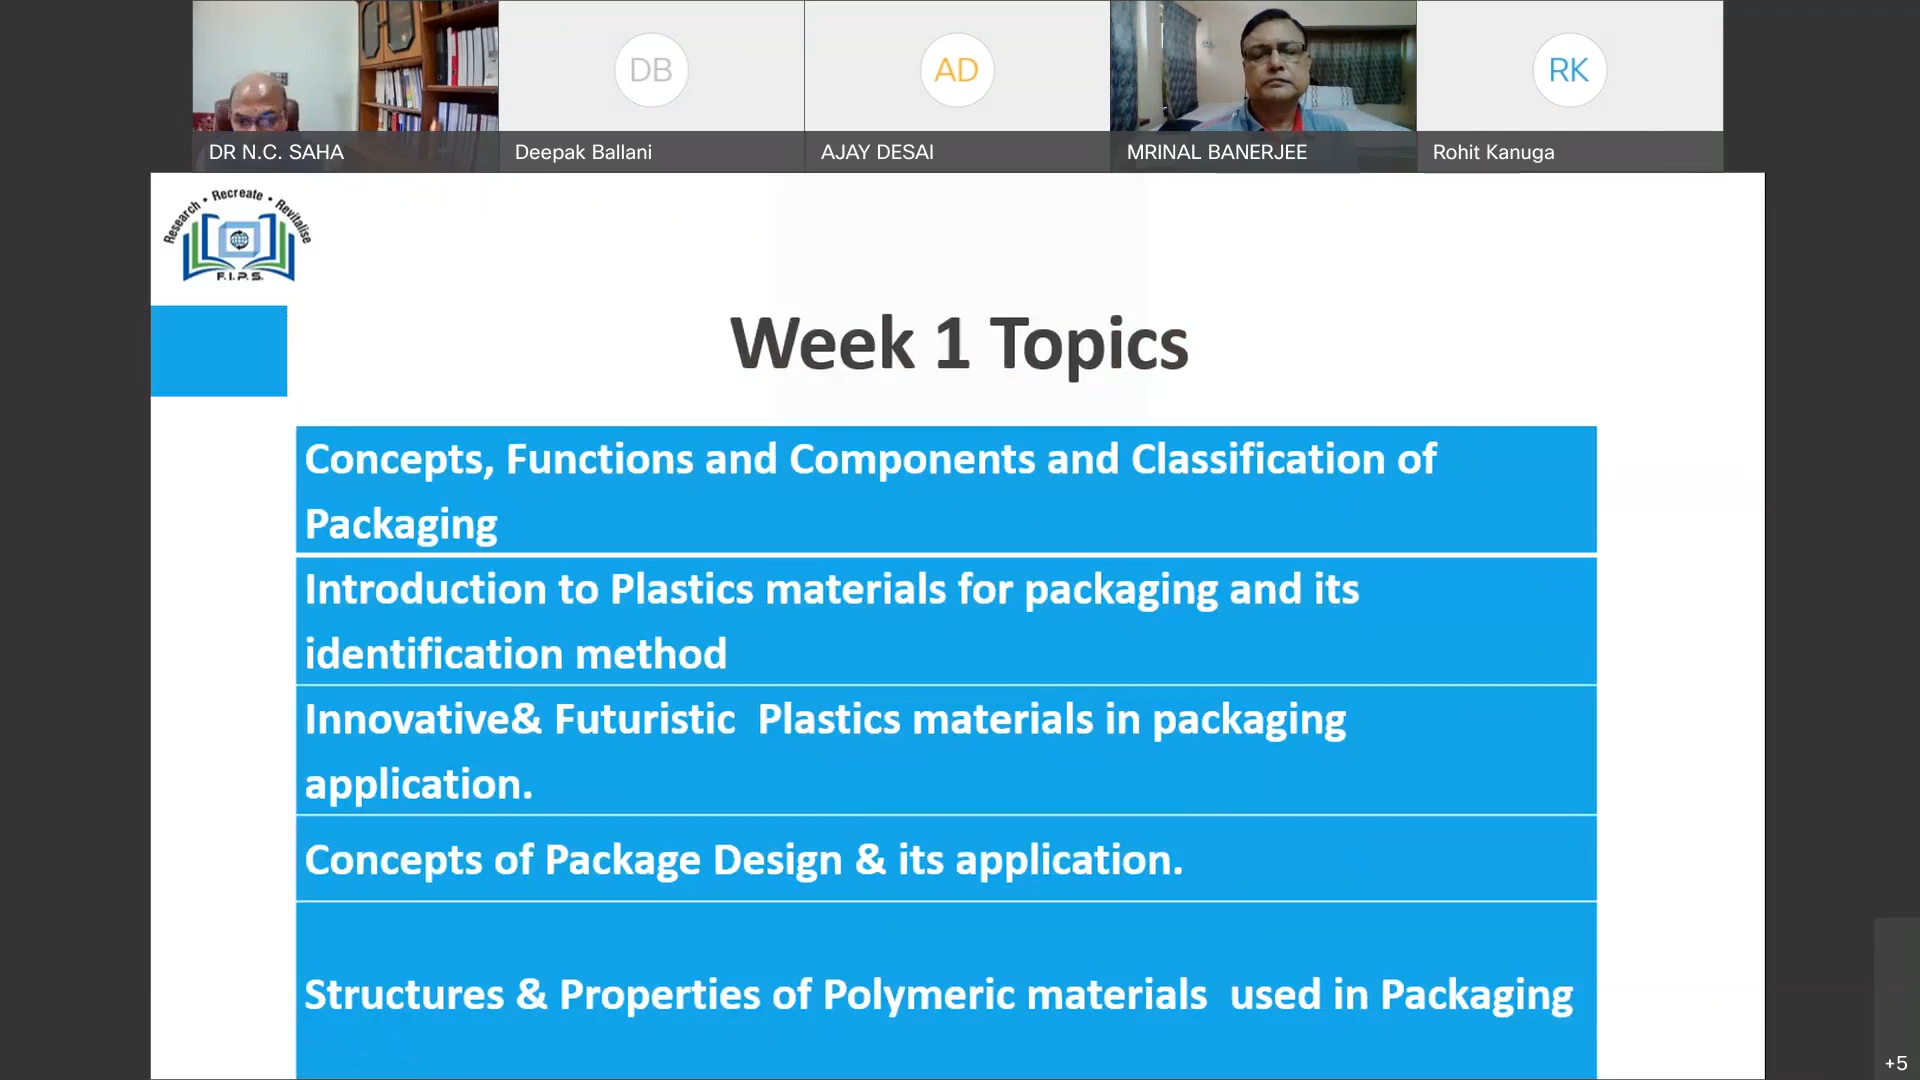 DR N.C. SAHA
DB
Deepak Ballani
AD
AJAY DESAI
MRINAL BANERJEE
RK
Rohit Kanuga
Research • Recreate • Revitalise
F.I.P.S.
Week 1 Topics
Concepts, Functions and Components and Classification of
Packaging
Introduction to Plastics materials for packaging and its
identification method
Innovative& Futuristic  Plastics materials in packaging
application.
Concepts of Package Design & its application.
Structures & Properties of Polymeric materials  used in Packaging
+5